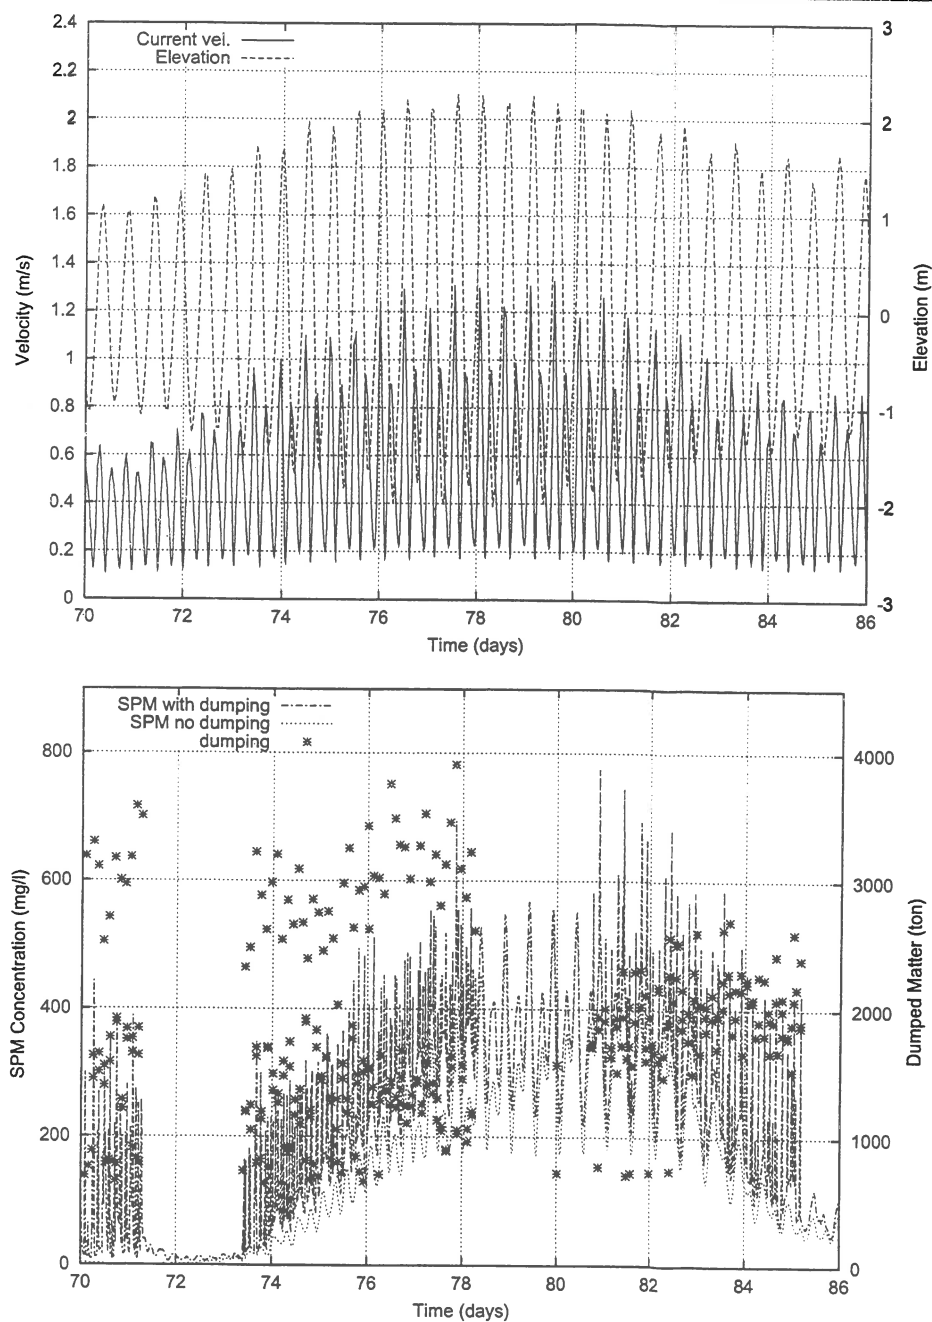 Current vel.
Elevation
2.4
2.2
2
1.8
1.6
1.4
1.2
1
0.8
0.6
0.4
0.2
0
Velocity (m/s)
3
2
1
0
-1
-2
-3
Elevation (m)
70 72 74 76 78 80 82 84 86
Time (days)
SPM with dumping
SPM no dumping
dumping
800
600
400
200
0
SPM Concentration (mg/l)
4000
3000
2000
1000
0
Dumped Matter (ton)
70 72 74 76 78 80 82 84 86
Time (days)